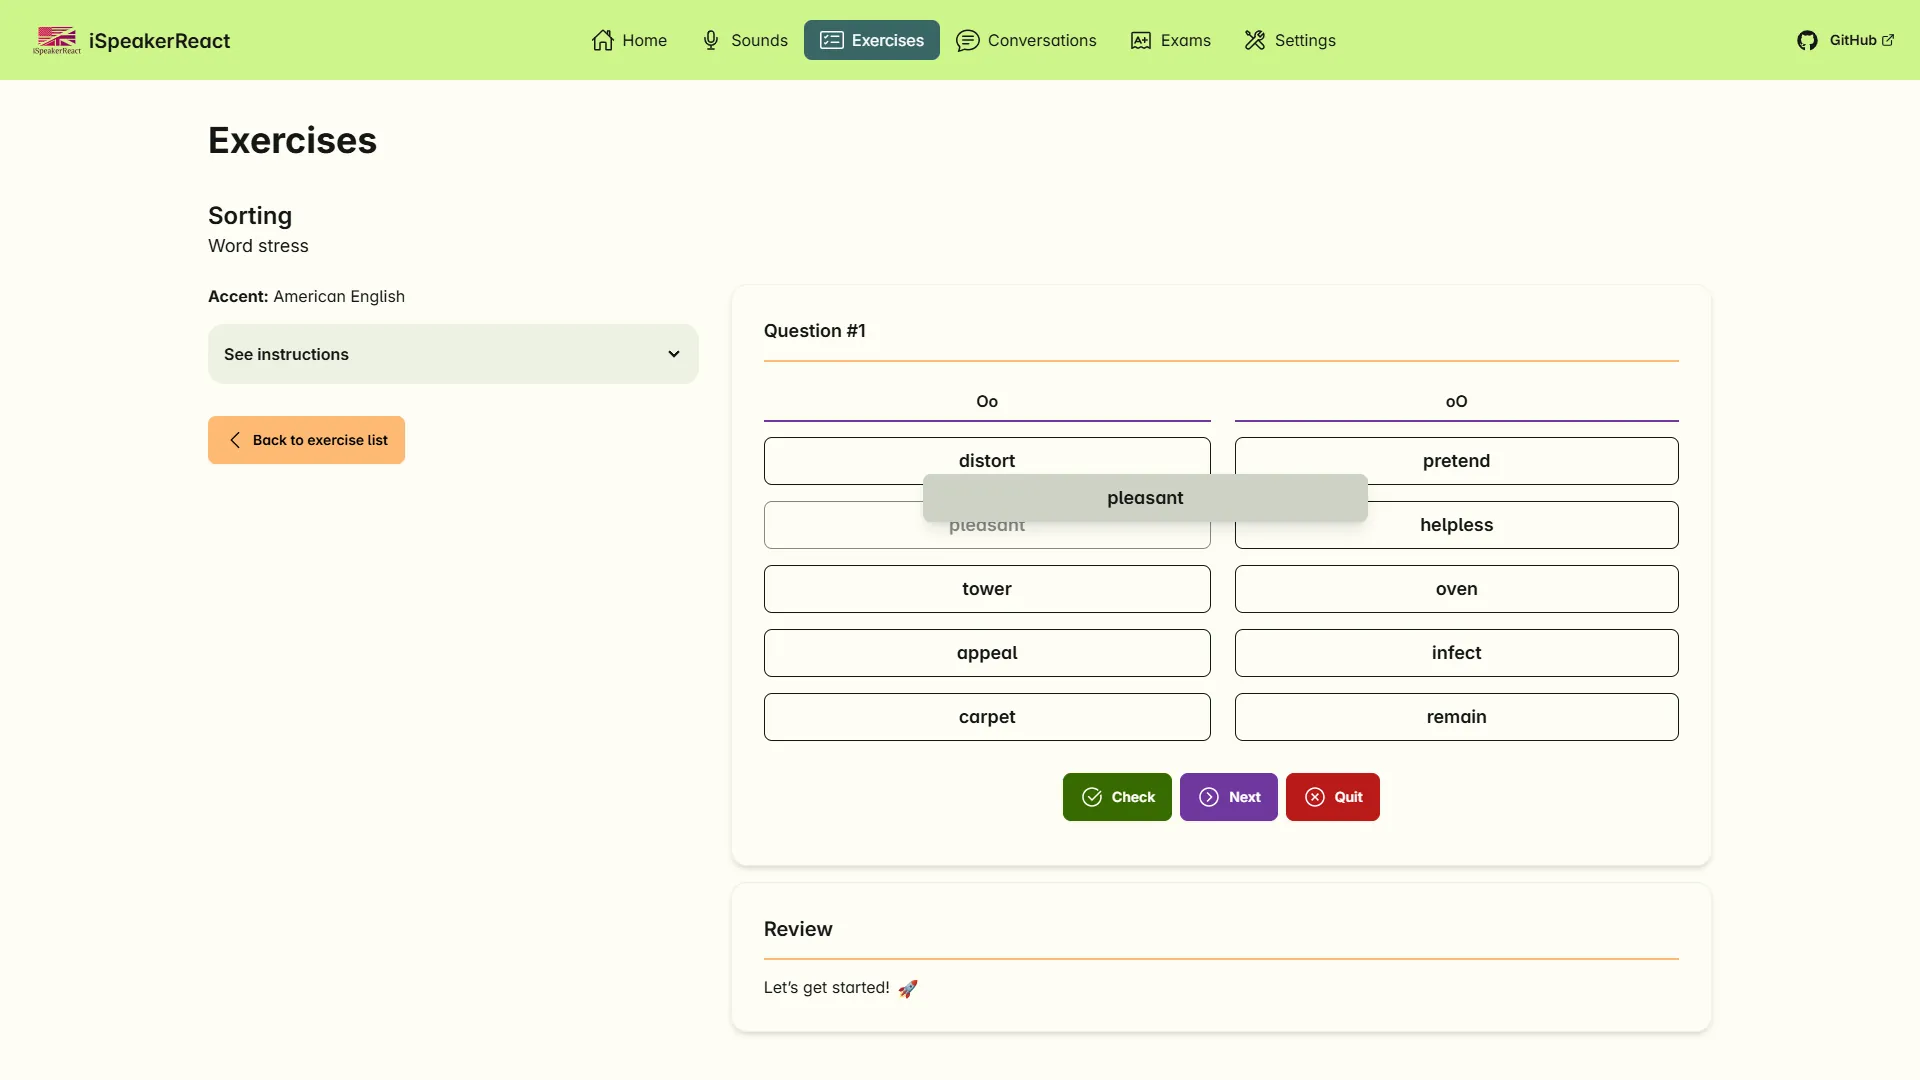 iSpeakerReact
iSpeakerReact
Home
Sounds
Exercises
Conversations
Exams
Settings
GitHub
Exercises
Sorting
Word stress
Accent: American English
See instructions
Back to exercise list
Question #1
Oo
oO
distort
pretend
pleasant
pleasant
helpless
tower
oven
appeal
infect
carpet
remain
Check
Next
Quit
Review
Let’s get started! 🚀